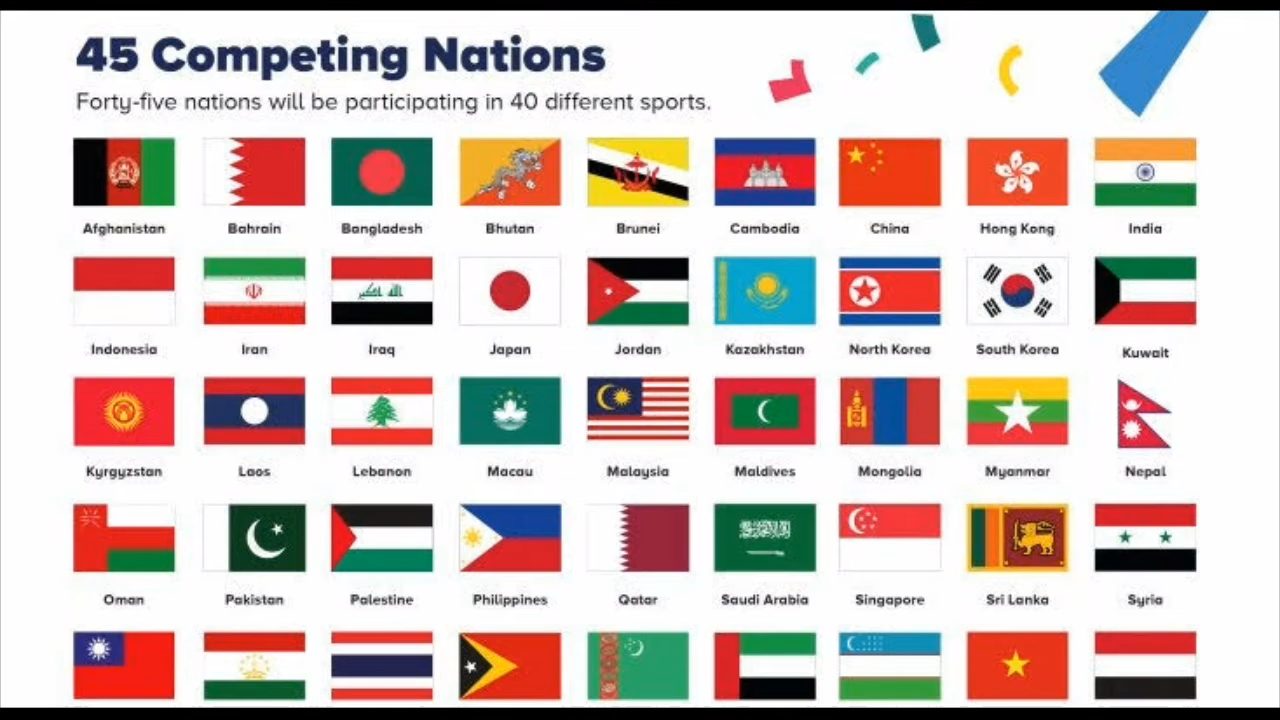 45 Competing Nations
Forty-five nations will be participating in 40 different sports.
Afghanistan Bahrain Bangladesh Bhutan Brunei Cambodia China Hong Kong India
Indonesia Iran Iraq Japan Jordan Kazakhstan North Korea South Korea Kuwait
Kyrgyzstan Laos Lebanon Macau Malaysia Maldives Mongolia Myanmar Nepal
Oman Pakistan Palestine Philippines Qatar Saudi Arabia Singapore Sri Lanka Syria